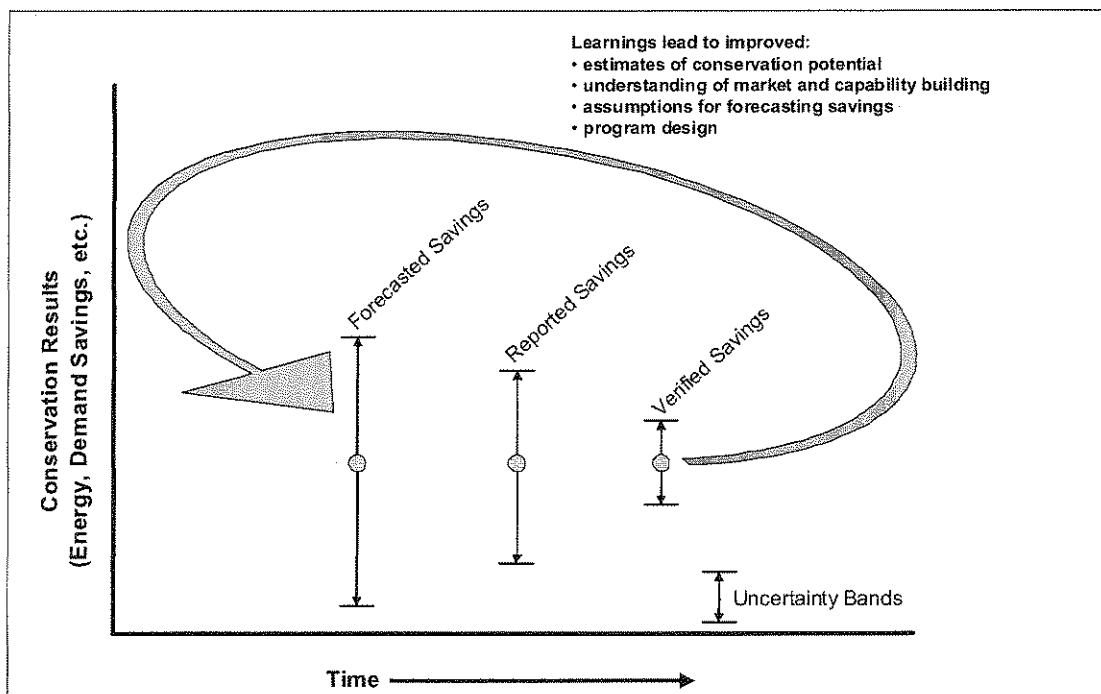 Learnings lead to improved:
• estimates of conservation potential
• understanding of market and capability building
• assumptions for forecasting savings
• program design
Conservation Results
(Energy, Demand Savings, etc.)
Forecasted Savings
Reported Savings
Verified Savings
Uncertainty Bands
Time